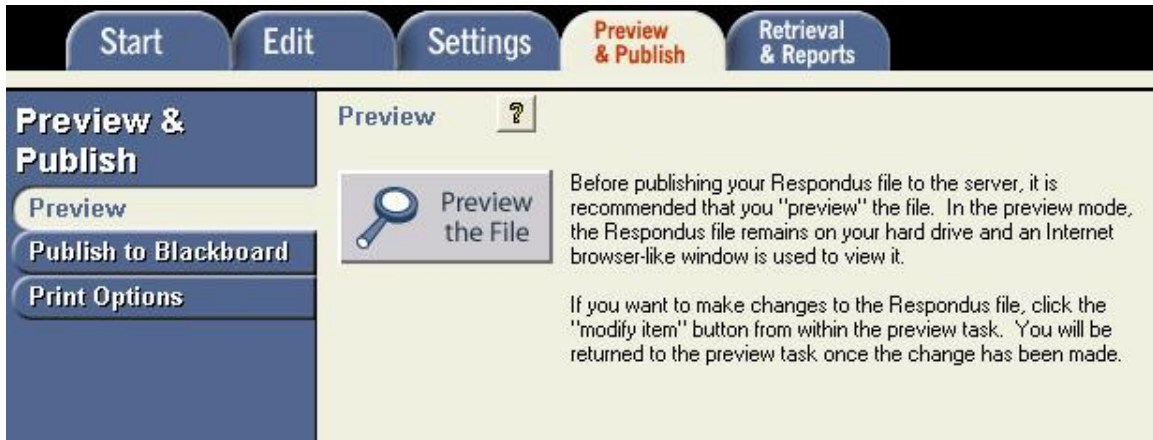 Start
Edit
Settings
Preview
& Publish
Retrieval
& Reports
Preview &
Publish
Preview
Publish to Blackboard
Print Options
Preview
?
Preview
the File
Before publishing your Respondus file to the server, it is
recommended that you "preview" the file.  In the preview mode,
the Respondus file remains on your hard drive and an Internet
browser-like window is used to view it.
If you want to make changes to the Respondus file, click the
"modify item" button from within the preview task.  You will be
returned to the preview task once the change has been made.